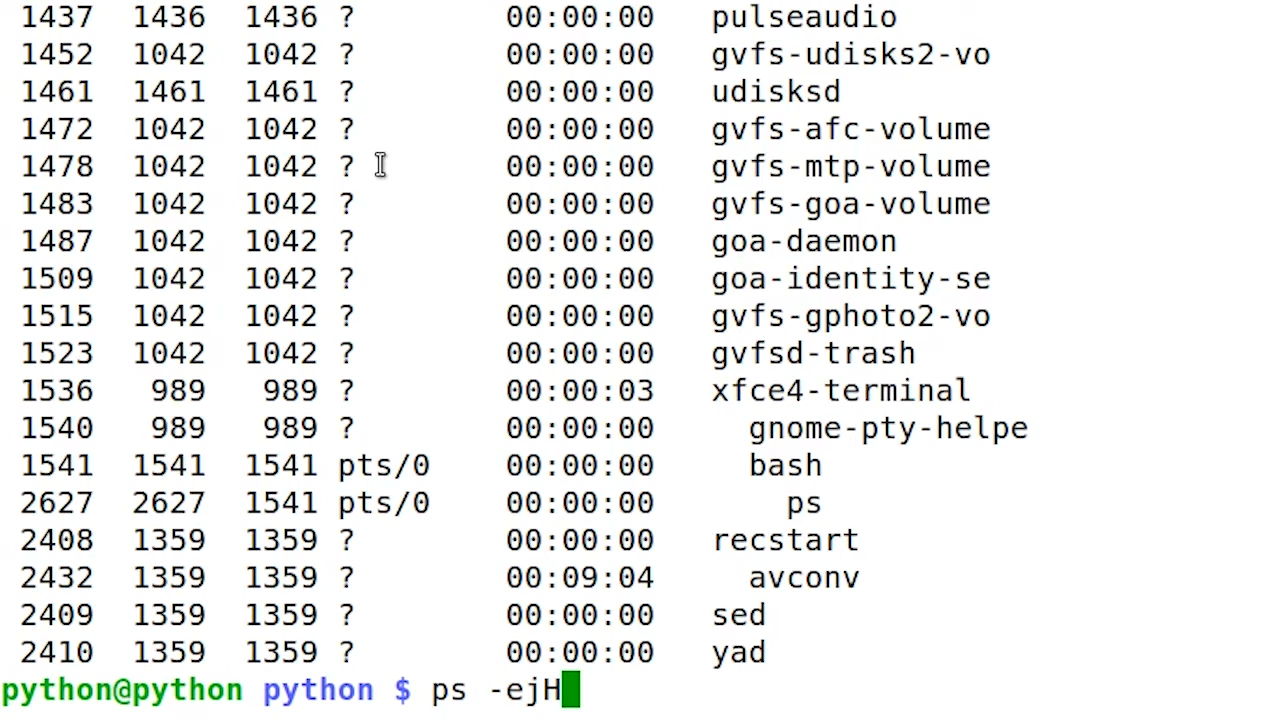 1437 1436 1436 ? 00:00:00 pulseaudio
1452 1042 1042 ? 00:00:00 gvfs-udisks2-vo
1461 1461 1461 ? 00:00:00 udisksd
1472 1042 1042 ? 00:00:00 gvfs-afc-volume
1478 1042 1042 ? 00:00:00 gvfs-mtp-volume
1483 1042 1042 ? 00:00:00 gvfs-goa-volume
1487 1042 1042 ? 00:00:00 goa-daemon
1509 1042 1042 ? 00:00:00 goa-identity-se
1515 1042 1042 ? 00:00:00 gvfs-gphoto2-vo
1523 1042 1042 ? 00:00:00 gvfsd-trash
1536 989 989 ? 00:00:03 xfce4-terminal
1540 989 989 ? 00:00:00 gnome-pty-helpe
1541 1541 1541 pts/0 00:00:00 bash
2627 2627 1541 pts/0 00:00:00 ps
2408 1359 1359 ? 00:00:00 recstart
2432 1359 1359 ? 00:09:04 avconv
2409 1359 1359 ? 00:00:00 sed
2410 1359 1359 ? 00:00:00 yad
python@python python $ ps -ejH